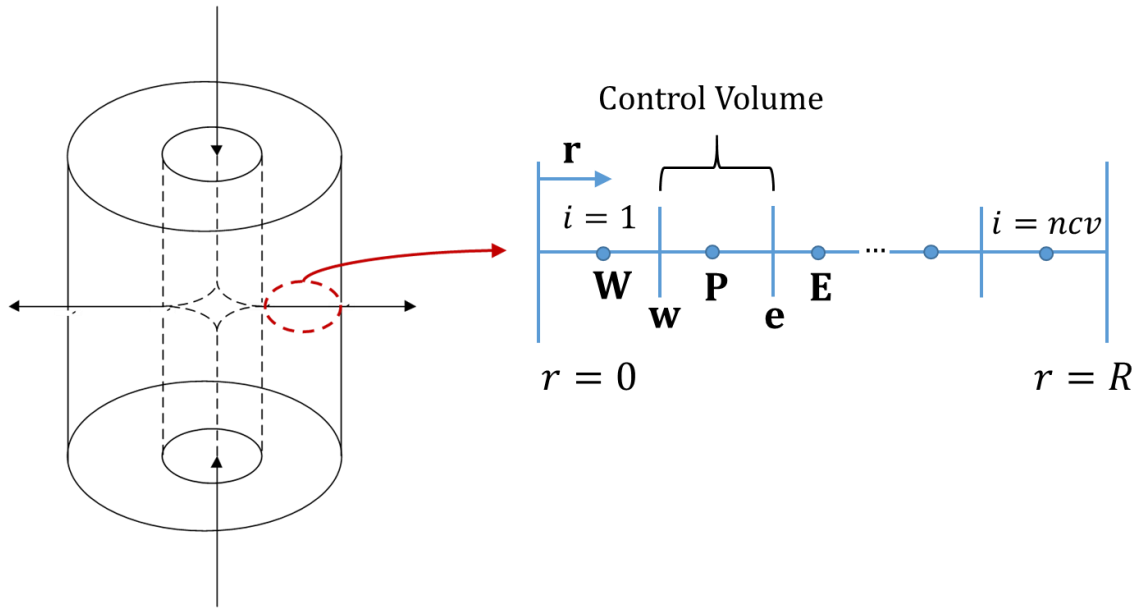 Control Volume
r
i = 1
i = ncv
...
W
P
E
w
e
r = 0
r = R